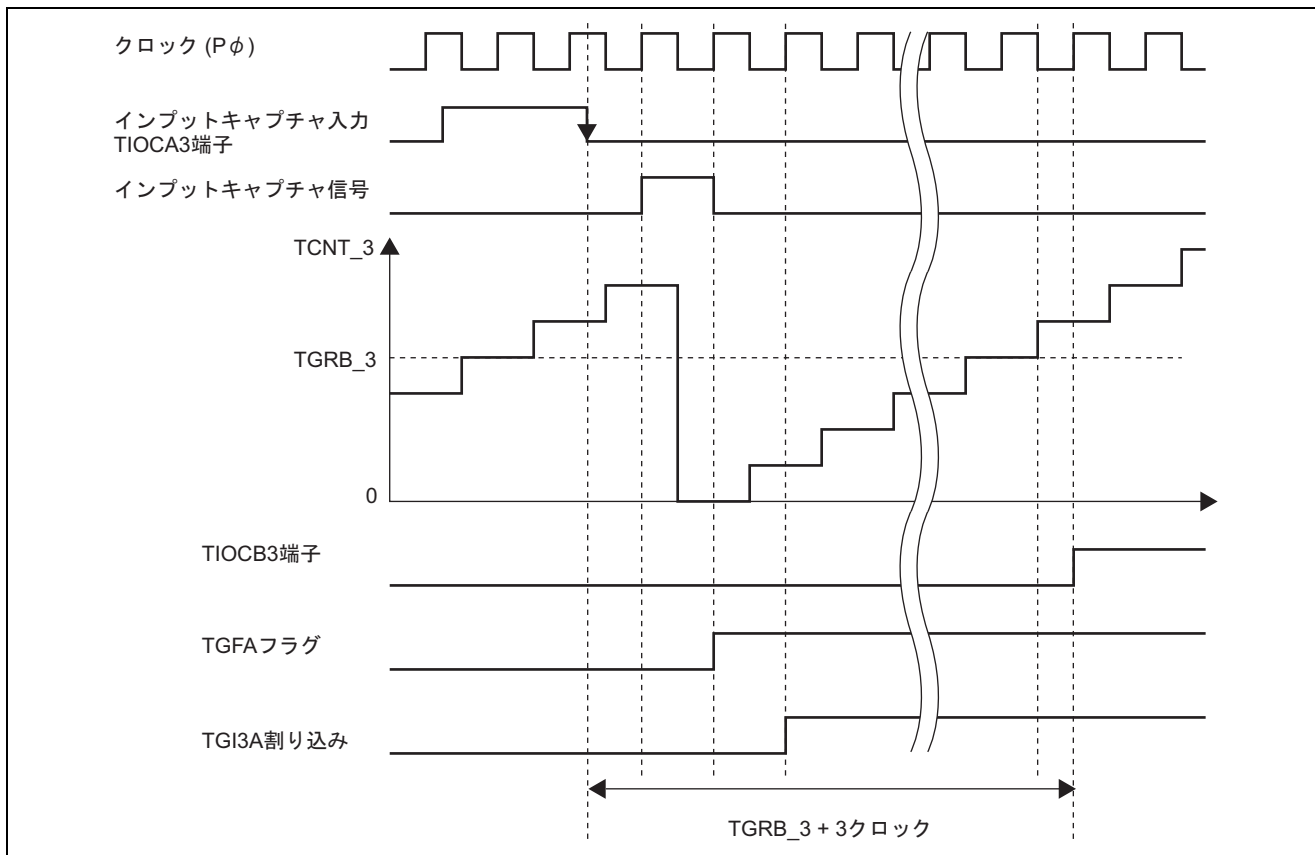 クロック (Pφ)
インプットキャプチャ入力
TIOCA3端子
インプットキャプチャ信号
TCNT_3
TGRB_3
0
TIOCB3端子
TGFAフラグ
TGI3A割り込み
TGRB_3 + 3クロック